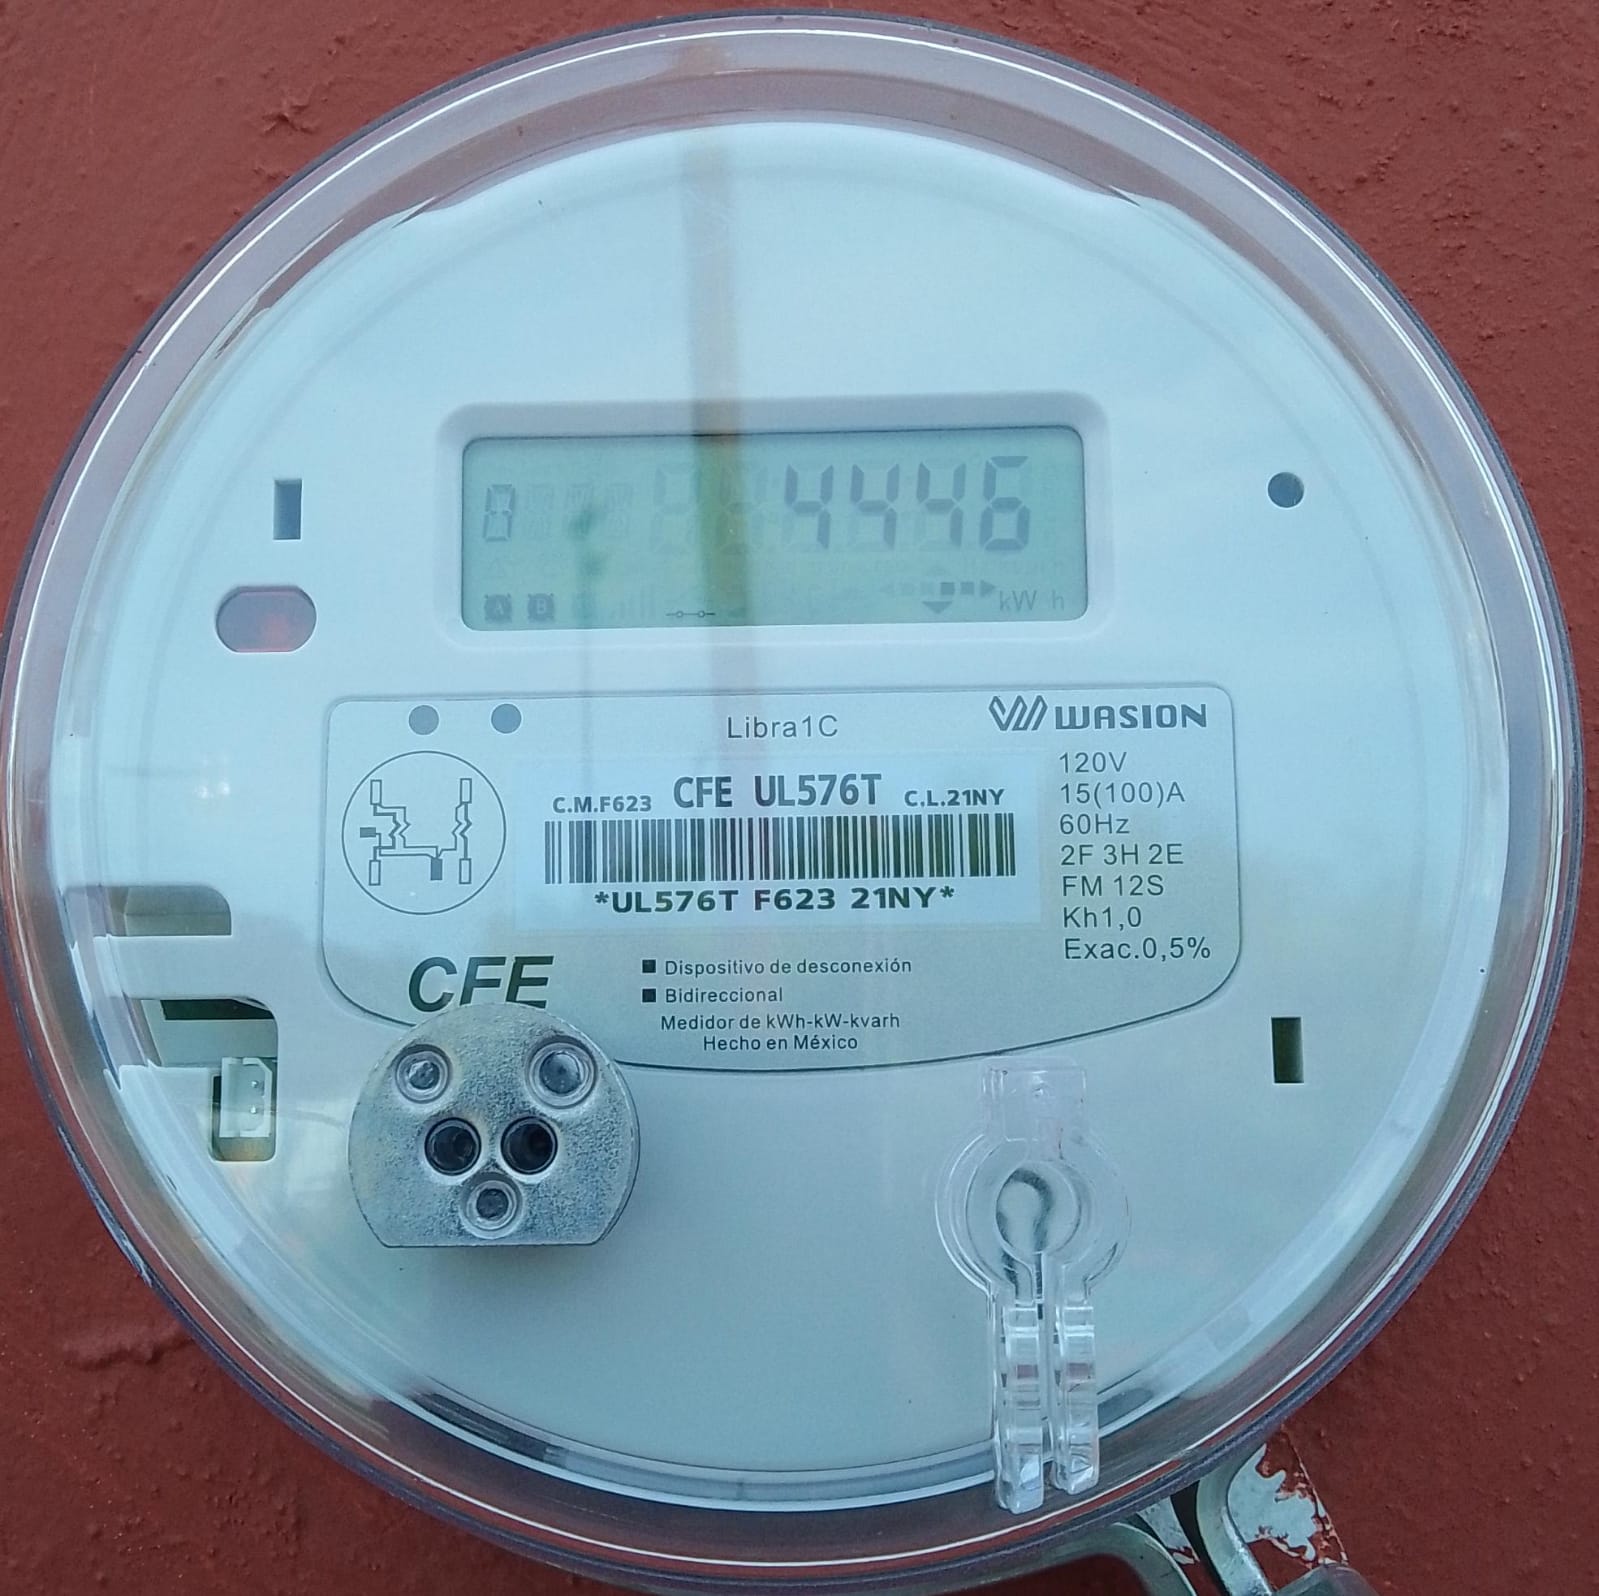 4446
A B
kW h
Libra1C
WASION
C.M.F623 CFE UL576T C.L.21NY
*UL576T F623 21NY*
120V
15(100)A
60Hz
2F 3H 2E
FM 12S
Kh1,0
Exac.0,5%
CFE
Dispositivo de desconexión
Bidireccional
Medidor de kWh-kW-kvarh
Hecho en México